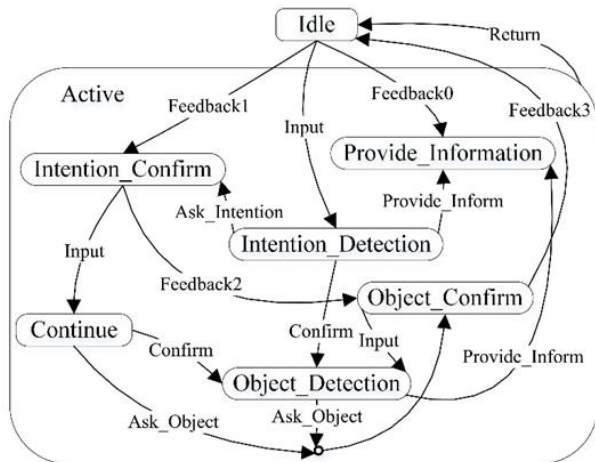 Idle
Return
Active
Feedback1
Feedback0
Feedback3
Input
Intention_Confirm
Provide_Information
Ask_Intention
Provide_Inform
Intention_Detection
Input
Feedback2
Object_Confirm
Continue
Confirm
Input
Confirm
Provide_Inform
Object_Detection
Ask_Object
Ask_Object